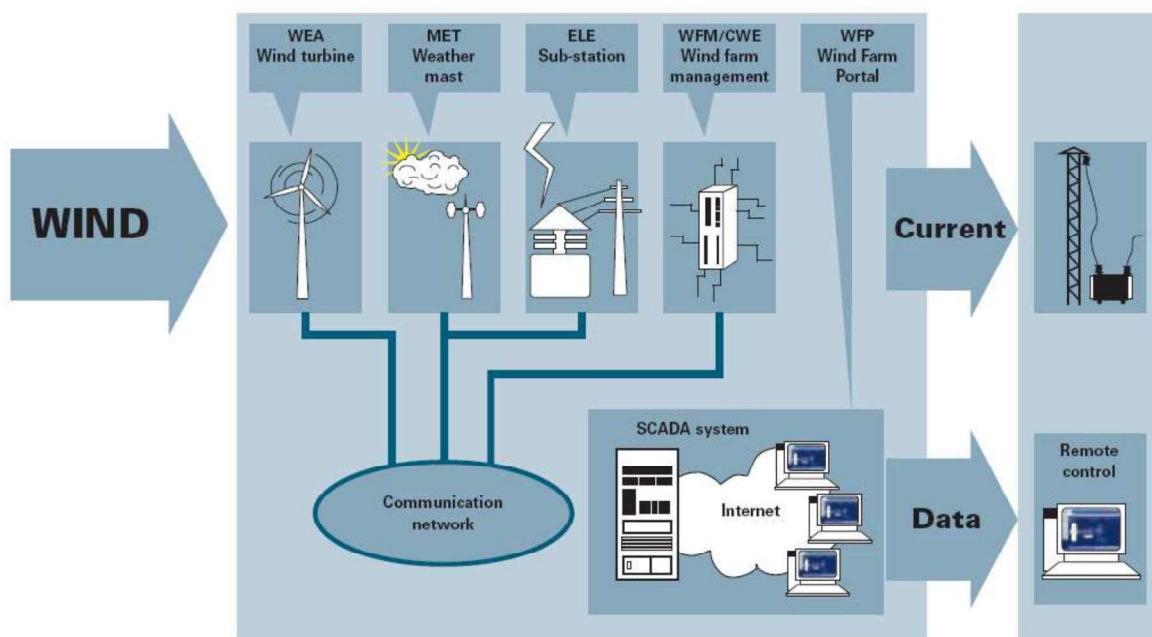 WEA
Wind turbine
MET
Weather
mast
ELE
Sub-station
WFM/CWE
Wind farm
management
WFP
Wind Farm
Portal
WIND
Current
SCADA system
Internet
Communication
network
Data
Remote
control